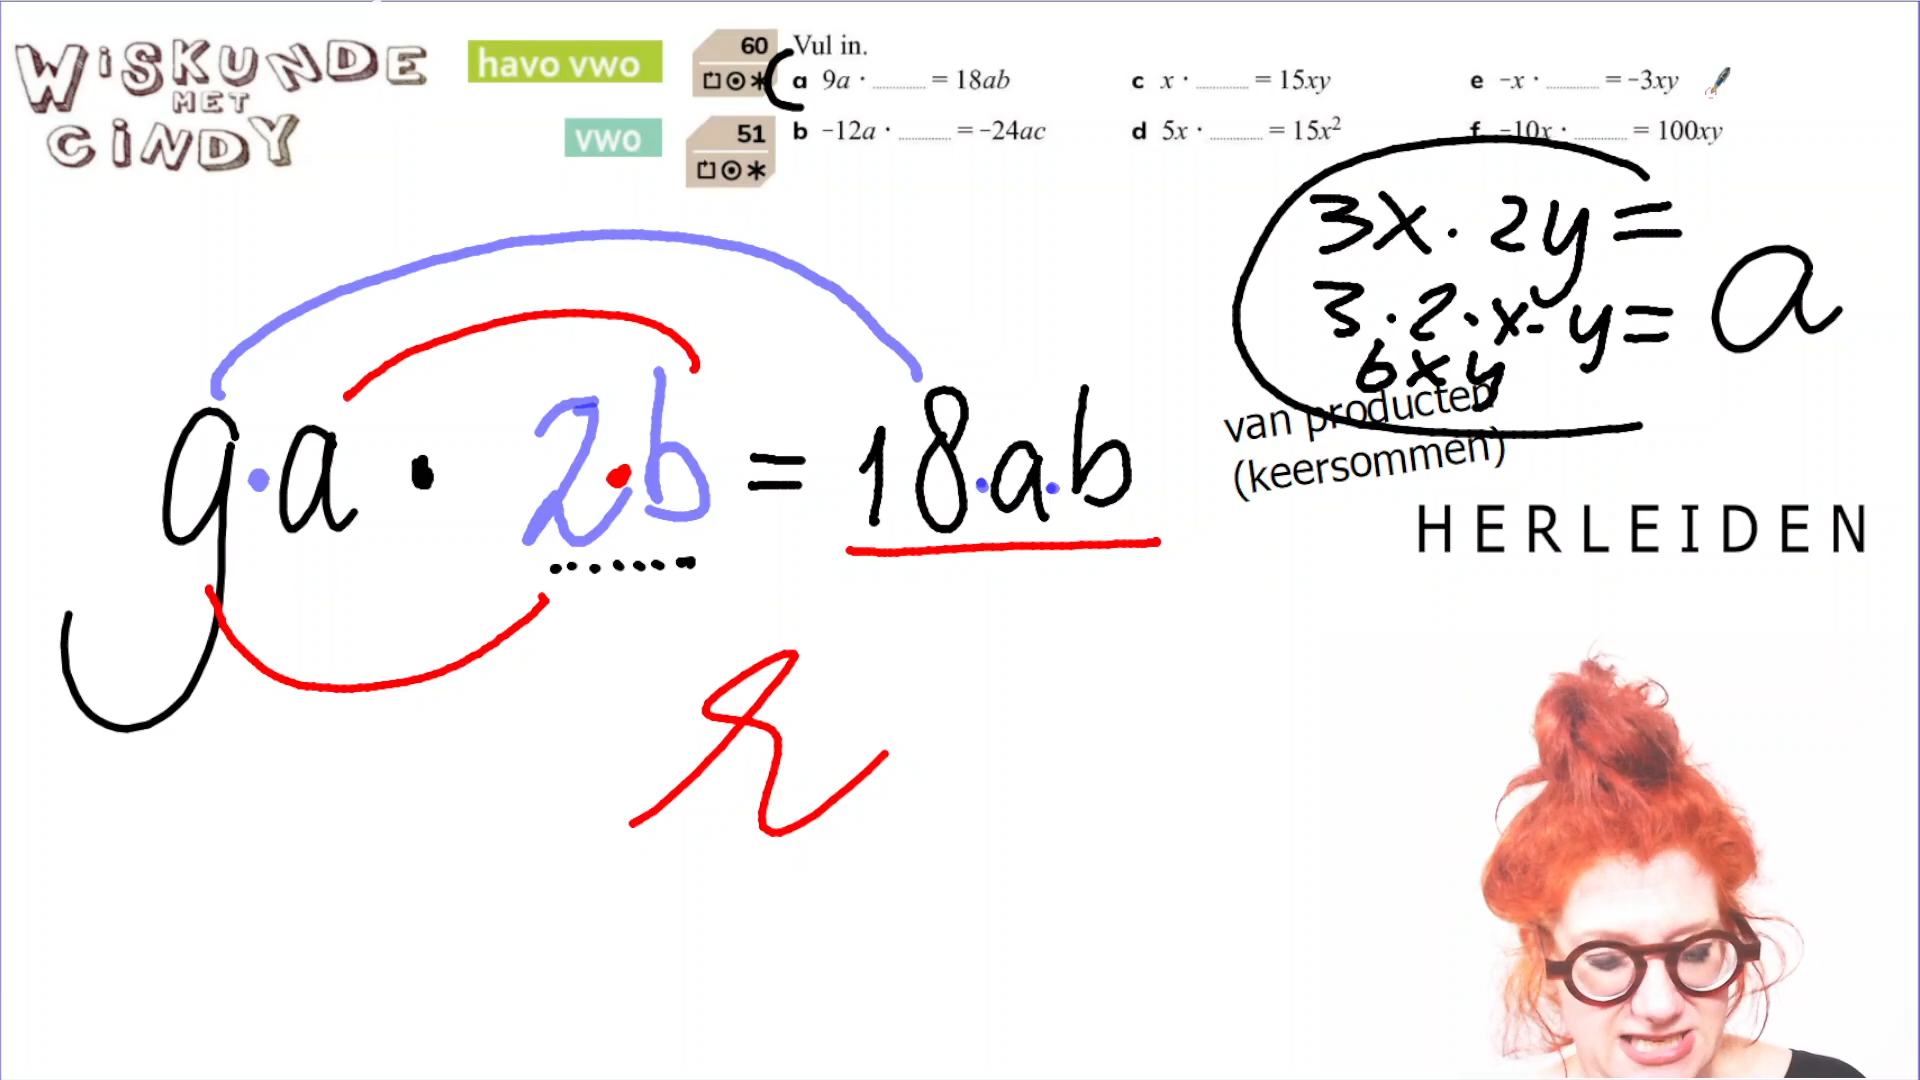 WiSKUNDE
MET
CiNDY
havo vwo
60
vwo
51
Vul in.
a 9a · ........ = 18ab
b –12a · ........ = –24ac
c x · ........ = 15xy
d 5x · ........ = 15x²
e –x · ........ = –3xy
f –10x · ........ = 100xy
3x · 2y =
3 · 2 · x · y =
6xy
a
van producten
(keersommen)
HERLEIDEN
9 · a · 2 · b = 18 · a · b